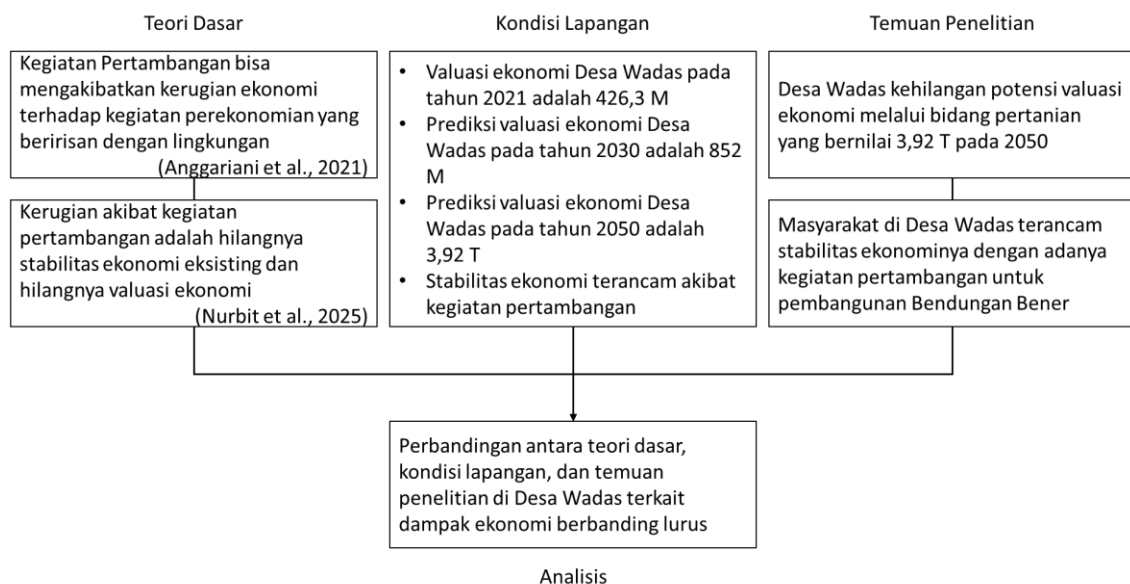 Teori Dasar
Kegiatan Pertambangan bisa
mengakibatkan kerugian ekonomi
terhadap kegiatan perekonomian yang
beririsan dengan lingkungan
(Anggariani et al., 2021)
Kerugian akibat kegiatan
pertambangan adalah hilangnya
stabilitas ekonomi eksisting dan
hilangnya valuasi ekonomi
(Nurbit et al., 2025)
Kondisi Lapangan
• Valuasi ekonomi Desa Wadas pada
tahun 2021 adalah 426,3 M
• Prediksi valuasi ekonomi Desa
Wadas pada tahun 2030 adalah 852
M
• Prediksi valuasi ekonomi Desa
Wadas pada tahun 2050 adalah
3,92 T
• Stabilitas ekonomi terancam akibat
kegiatan pertambangan
Temuan Penelitian
Desa Wadas kehilangan potensi valuasi
ekonomi melalui bidang pertanian
yang bernilai 3,92 T pada 2050
Masyarakat di Desa Wadas terancam
stabilitas ekonominya dengan adanya
kegiatan pertambangan untuk
pembangunan Bendungan Bener
Perbandingan antara teori dasar,
kondisi lapangan, dan temuan
penelitian di Desa Wadas terkait
dampak ekonomi berbanding lurus
Analisis